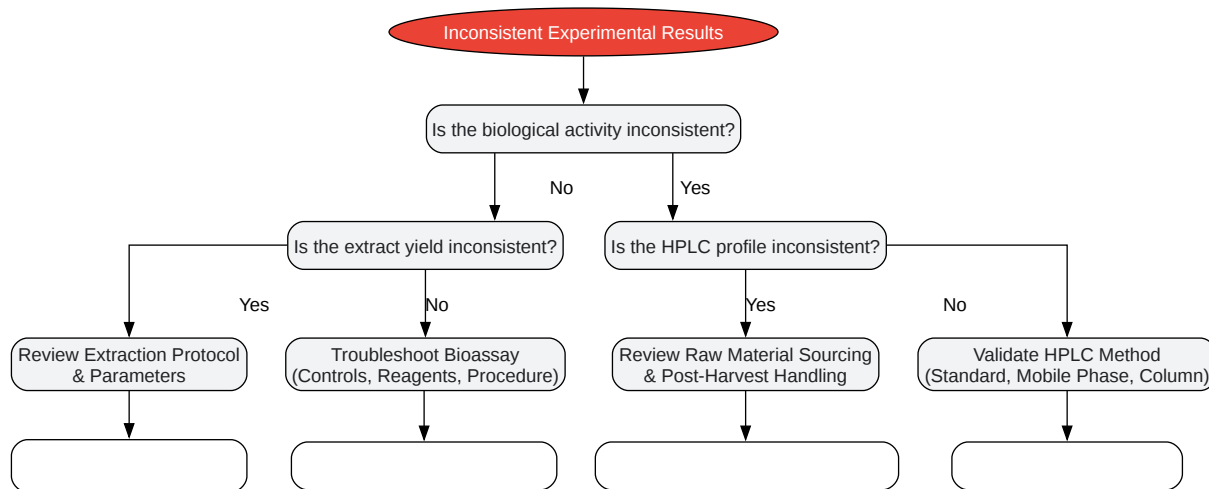 Inconsistent Experimental Results
Is the biological activity inconsistent?
No
Yes
Is the extract yield inconsistent?
Is the HPLC profile inconsistent?
Yes
No
Yes
No
Review Extraction Protocol
& Parameters
Troubleshoot Bioassay
(Controls, Reagents, Procedure)
Review Raw Material Sourcing
& Post-Harvest Handling
Validate HPLC Method
(Standard, Mobile Phase, Column)